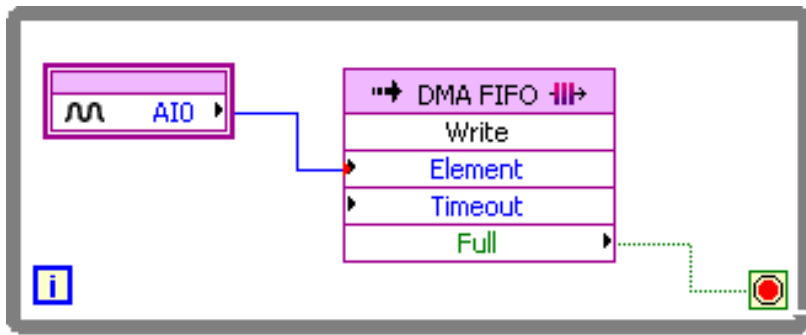 AI0
DMA FIFO
Write
Element
Timeout
Full
i